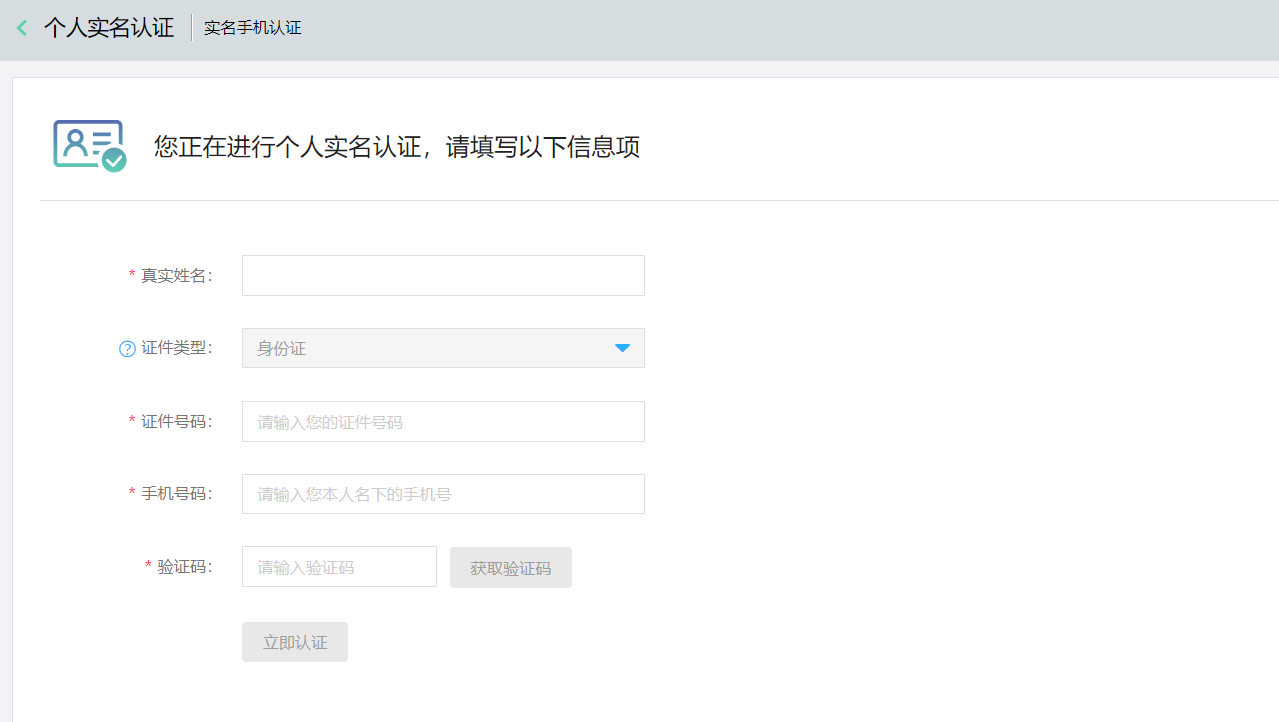 个人实名认证 实名手机认证
您正在进行个人实名认证，请填写以下信息项
* 真实姓名：
? 证件类型： 身份证
* 证件号码： 请输入您的证件号码
* 手机号码： 请输入您本人名下的手机号
* 验证码： 请输入验证码 获取验证码
立即认证